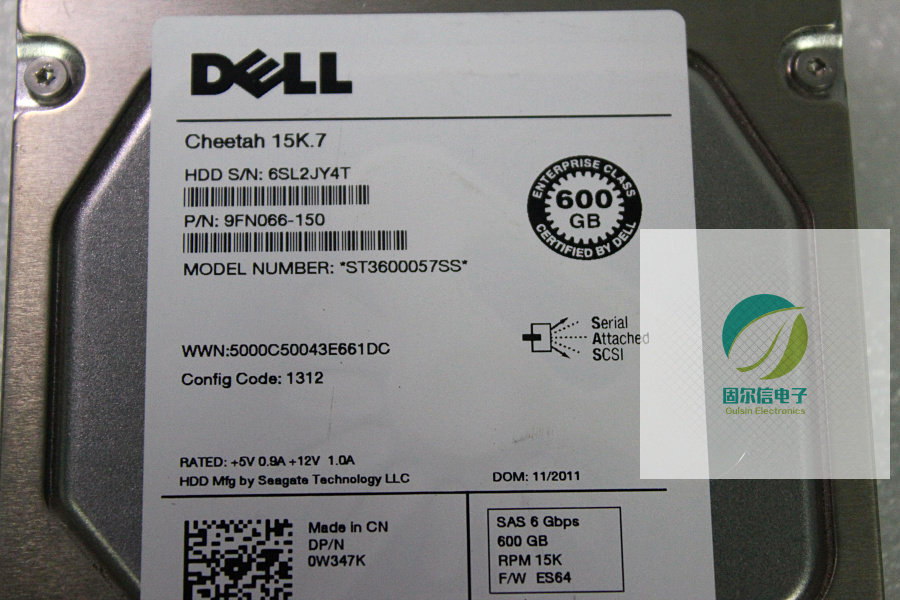 DELL
Cheetah 15K.7
HDD S/N: 6SL2JY4T
P/N: 9FN066-150
MODEL NUMBER: *ST3600057SS*
ENTERPRISE CLASS
600
GB
CERTIFIED BY DELL
Serial
Attached
SCSI
WWN:5000C50043E661DC
Config Code: 1312
固尔信电子
Gulsin Electronics
RATED: +5V 0.9A +12V 1.0A
HDD Mfg by Seagate Technology LLC
DOM: 11/2011
Made in CN
DP/N
0W347K
SAS 6 Gbps
600 GB
RPM 15K
F/W ES64